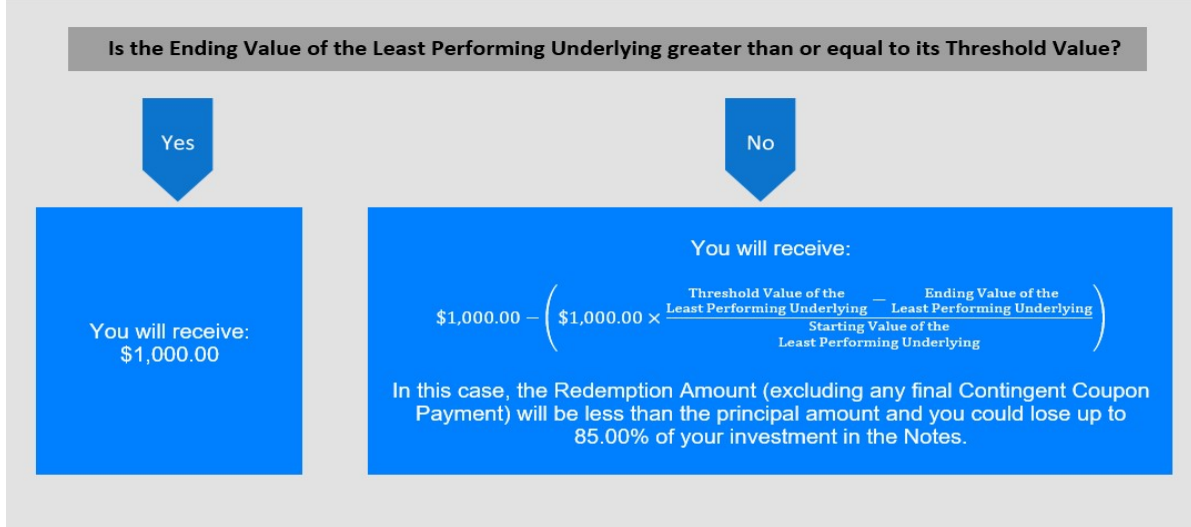 Is the Ending Value of the Least Performing Underlying greater than or equal to its Threshold Value?
Yes
No
You will receive:
$1,000.00
You will receive:
$1,000.00 − ( $1,000.00 × (Threshold Value of the Least Performing Underlying − Ending Value of the Least Performing Underlying) / Starting Value of the Least Performing Underlying )
In this case, the Redemption Amount (excluding any final Contingent Coupon
Payment) will be less than the principal amount and you could lose up to
85.00% of your investment in the Notes.